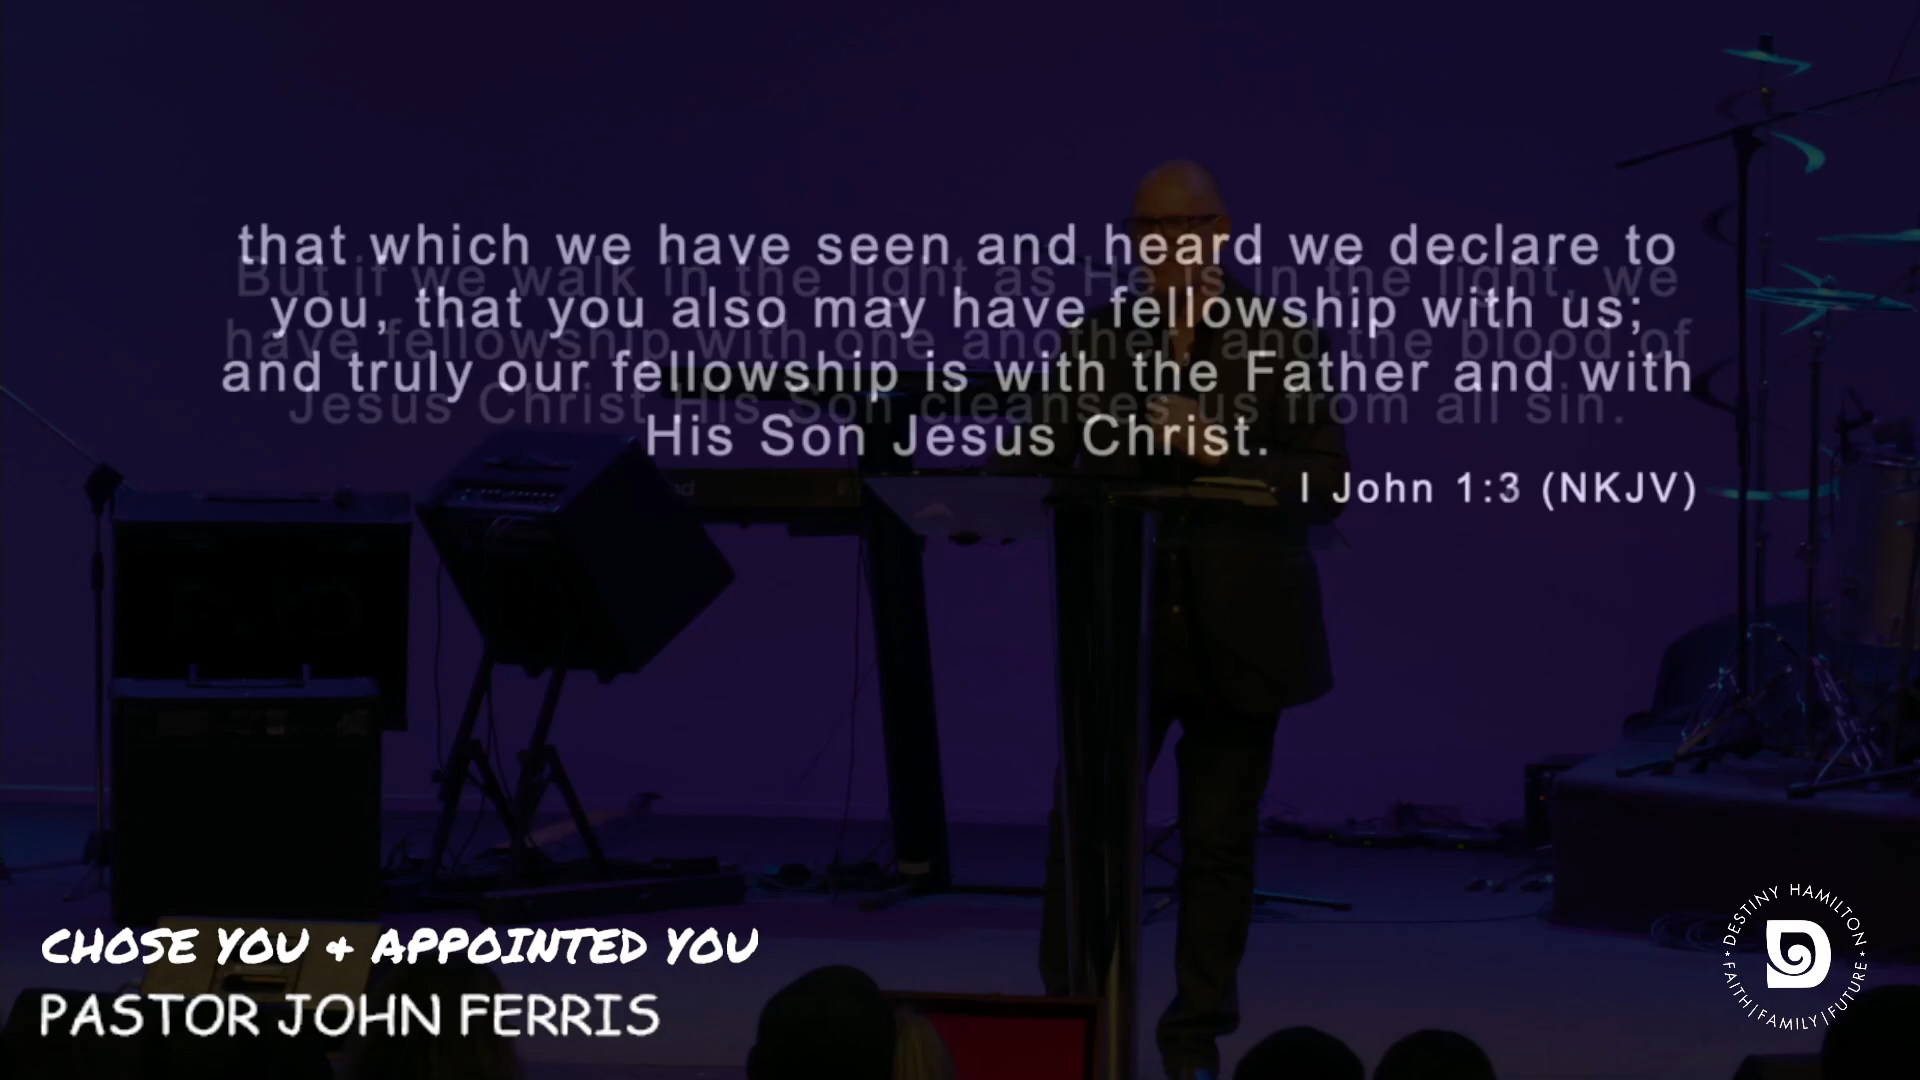 that which we have seen and heard we declare to
you, that you also may have fellowship with us;
and truly our fellowship is with the Father and with
His Son Jesus Christ.
I John 1:3 (NKJV)
But if we walk in the light as He is in the light, we
have fellowship with one another, and the blood of
Jesus Christ His Son cleanses us from all sin.
CHOSE YOU & APPOINTED YOU
PASTOR JOHN FERRIS
DESTINY HAMILTON
FAITH | FAMILY | FUTURE